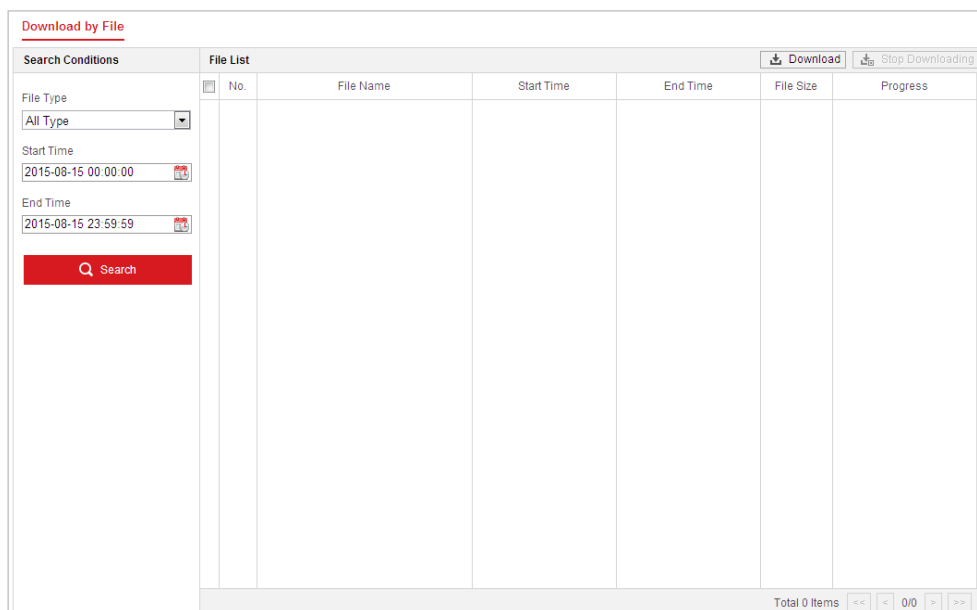 Download by File
Search Conditions
File List
Download
Stop Downloading
No.
File Name
Start Time
End Time
File Size
Progress
File Type
All Type
Start Time
2015-08-15 00:00:00
End Time
2015-08-15 23:59:59
Search
Total 0 Items << < 0/0 > >>